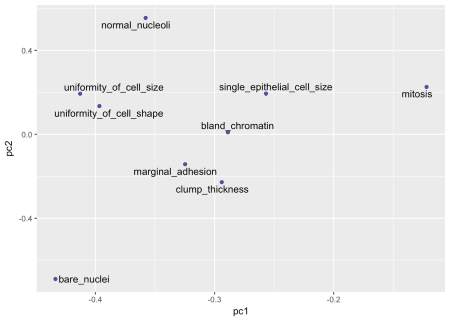 normal_nucleoli
0.4
uniformity_of_cell_size
single_epithelial_cell_size
mitosis
uniformity_of_cell_shape
bland_chromatin
0.0
pc2
marginal_adhesion
clump_thickness
-0.4
bare_nuclei
-0.4
-0.3
-0.2
pc1